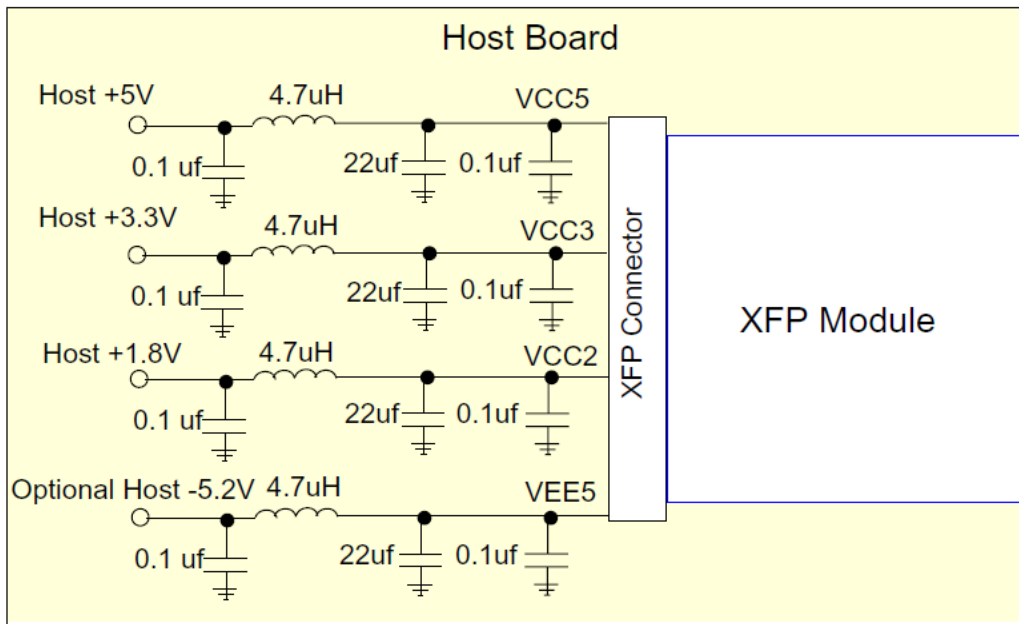 Host Board
Host +5V
4.7uH
VCC5
0.1 uf
22uf
0.1uf
Host +3.3V
4.7uH
VCC3
0.1 uf
22uf
0.1uf
Host +1.8V
4.7uH
VCC2
0.1 uf
22uf
0.1uf
Optional Host -5.2V
4.7uH
VEE5
0.1 uf
22uf
0.1uf
XFP Connector
XFP Module